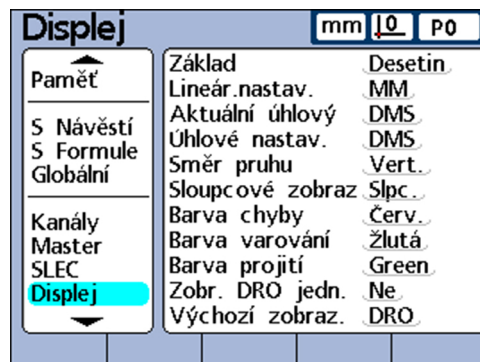 Displej
mm 0 P0
Paměť
S Návěstí
S Formule
Globální
Kanály
Master
SLEC
Displej
Základ Desetin.
Lineár.nastav. MM
Aktuální úhlový DMS
Úhlové nastav. DMS
Směr pruhu Vert.
Sloupcové zobraz Slpc.
Barva chyby Červ.
Barva varování Žlutá
Barva projití Green
Zobr. DRO jedn. Ne
Výchozí zobraz. DRO